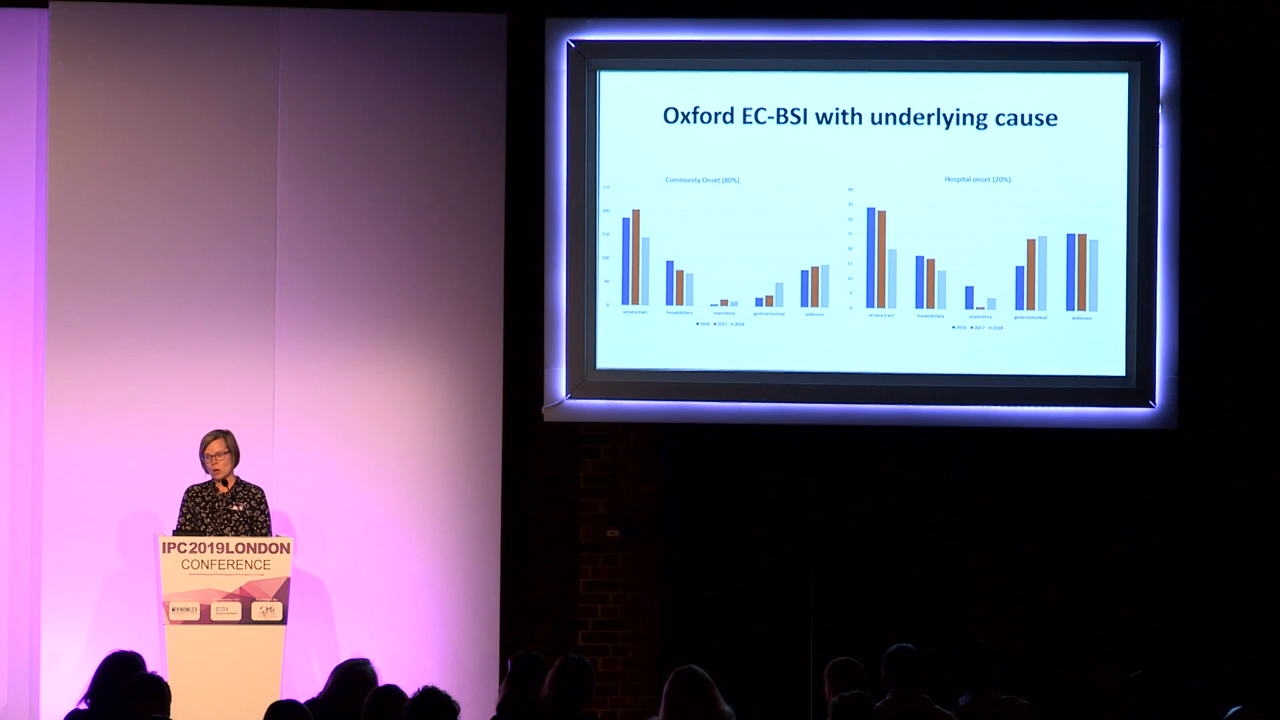 Oxford EC-BSI with underlying cause
Community Onset (80%)
Hospital onset (20%)
urinary tract
hepatobiliary
respiratory
gastrointestinal
unknown
2016 2017 2018
urinary tract
hepatobiliary
respiratory
gastrointestinal
unknown
2016 2017 2018
IPC2019LONDON
CONFERENCE
KNOWLEX